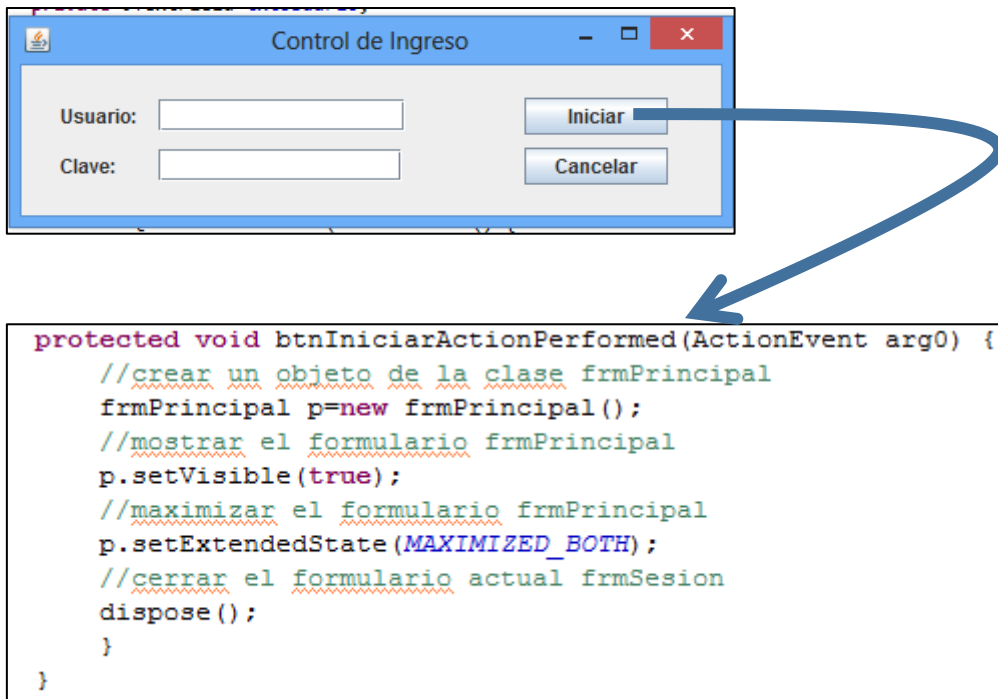 Control de Ingreso
Usuario:
Iniciar
Clave:
Cancelar
protected void btnIniciarActionPerformed(ActionEvent arg0) {
//crear un objeto de la clase frmPrincipal
frmPrincipal p=new frmPrincipal();
//mostrar el formulario frmPrincipal
p.setVisible(true);
//maximizar el formulario frmPrincipal
p.setExtendedState(MAXIMIZED_BOTH);
//cerrar el formulario actual frmSesion
dispose();
}
}